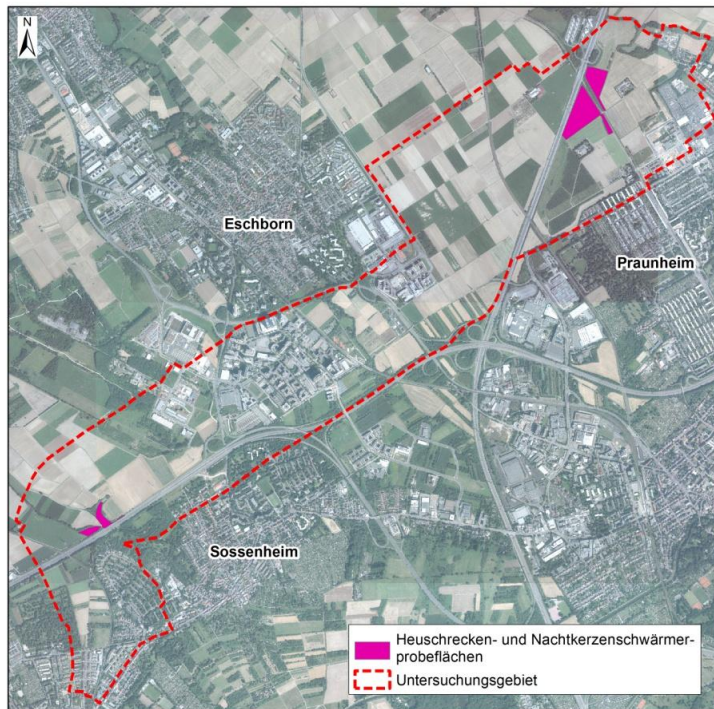 N
Eschborn
Praunheim
Sossenheim
Heuschrecken- und Nachtkerzenschwärmer-
probeflächen
Untersuchungsgebiet